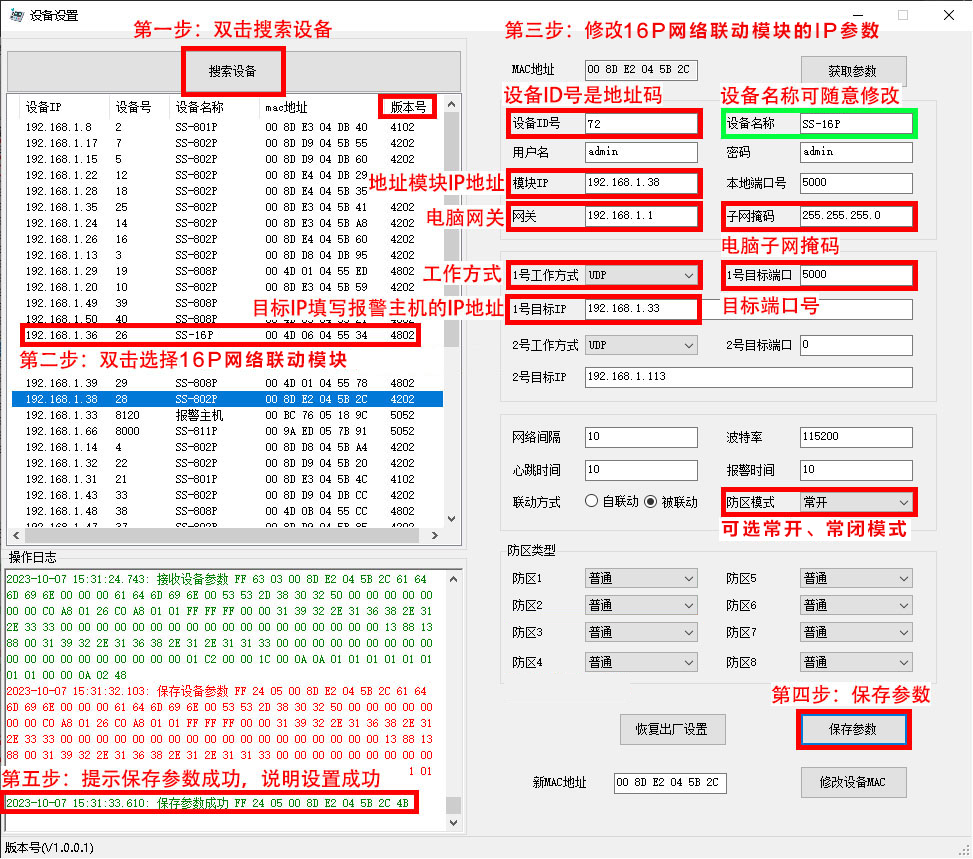 设备设置
第一步：双击搜索设备
搜索设备
设备IP 设备号 设备名称 mac地址 版本号
192.168.1.8 2 SS-801P 00 8D E3 04 DB 40 4102
192.168.1.17 7 SS-802P 00 8D D9 04 5B 55 4202
192.168.1.15 5 SS-802P 00 8D D9 04 DB 60 4202
192.168.1.22 12 SS-802P 00 8D E4 04 DB 29
192.168.1.28 18 SS-802P 00 8D E4 04 5B 35
192.168.1.35 25 SS-802P 00 8D E3 04 5B 41 4202
192.168.1.24 14 SS-802P 00 8D E3 04 5B A8 4202
192.168.1.26 16 SS-802P 00 8D E4 04 5B 60 4202
192.168.1.13 3 SS-802P 00 8D D8 04 DB 95 4202
192.168.1.29 19 SS-808P 00 4D 01 04 55 ED 4802
192.168.1.20 10 SS-802P 00 8D E3 04 5B 59 4202
192.168.1.49 39 SS-808P
192.168.1.50 40 SS-808P
192.168.1.36 26 SS-16P 00 4D 06 04 55 34 4802
第二步：双击选择16P网络联动模块
192.168.1.39 29 SS-808P 00 4D 01 04 55 78 4802
192.168.1.38 28 SS-802P 00 8D E2 04 5B 2C 4202
192.168.1.33 8120 报警主机 00 BC 76 05 18 9C 5052
192.168.1.66 8000 SS-811P 00 9A ED 05 7B 91 5052
192.168.1.14 4 SS-802P 00 8D D8 04 5B A4 4202
192.168.1.32 22 SS-802P 00 8D D9 04 5B 20 4202
192.168.1.31 21 SS-801P 00 8D E3 04 5B 4C 4102
192.168.1.43 33 SS-802P 00 8D D9 04 DB CC 4202
192.168.1.48 38 SS-808P 00 4D 0B 04 55 CC 4802
192.168.1.47 37 SS-802P 00 8D D9 04 5B 85 4202
操作日志
2023-10-07 15:31:24.743: 接收设备参数 FF 63 03 00 8D E2 04 5B 2C 61 64
6D 69 6E 00 00 00 61 64 6D 69 6E 00 53 53 2D 38 30 32 50 00 00 00 00 00
00 00 C0 A8 01 26 C0 A8 01 01 FF FF FF 00 00 31 39 32 2E 31 36 38 2E 31
2E 33 33 00 00 00 00 00 00 00 00 00 00 00 00 00 00 00 00 00 13 88 13
88 00 31 39 32 2E 31 36 38 2E 31 2E 31 31 33 00 00 00 00 00 00 00 00 00
00 00 00 00 00 00 00 00 00 01 C2 00 00 1C 00 0A 0A 01 01 01 01 01 01
01 01 00 00 0A 02 48
2023-10-07 15:31:32.103: 保存设备参数 FF 24 05 00 8D E2 04 5B 2C 61 64
6D 69 6E 00 00 00 61 64 6D 69 6E 00 53 53 2D 38 30 32 50 00 00 00 00 00
00 00 C0 A8 01 26 C0 A8 01 01 FF FF FF 00 00 31 39 32 2E 31 36 38 2E 31
2E 33 33 00 00 00 00 00 00 00 00 00 00 00 00 00 00 00 00 00 13 88 13
88 00 31 39 32 2E 31 36 38 2E 31 2E 31 31 33 00 00 00 00 00 00 00 00 00
1 01
第五步：提示保存参数成功，说明设置成功
2023-10-07 15:31:33.610: 保存参数成功 FF 24 05 00 8D E2 04 5B 2C 4B
版本号(V1.0.0.1)
第三步：修改16P网络联动模块的IP参数
MAC地址 00 8D E2 04 5B 2C 获取参数
设备ID号是地址码 设备名称可随意修改
设备ID号 72 设备名称 SS-16P
用户名 admin 密码 admin
地址模块IP地址 模块IP 192.168.1.38 本地端口号 5000
电脑网关 网关 192.168.1.1 子网掩码 255.255.255.0
电脑子网掩码
工作方式 1号工作方式 UDP 1号目标端口 5000
目标IP填写报警主机的IP地址 1号目标IP 192.168.1.33 目标端口号
2号工作方式 UDP 2号目标端口 0
2号目标IP 192.168.1.113
网络间隔 10 波特率 115200
心跳时间 10 报警时间 10
联动方式 自联动 被联动 防区模式 常开
可选常开、常闭模式
防区类型
防区1 普通 防区5 普通
防区2 普通 防区6 普通
防区3 普通 防区7 普通
防区4 普通 防区8 普通
第四步：保存参数
恢复出厂设置 保存参数
新MAC地址 00 8D E2 04 5B 2C 修改设备MAC